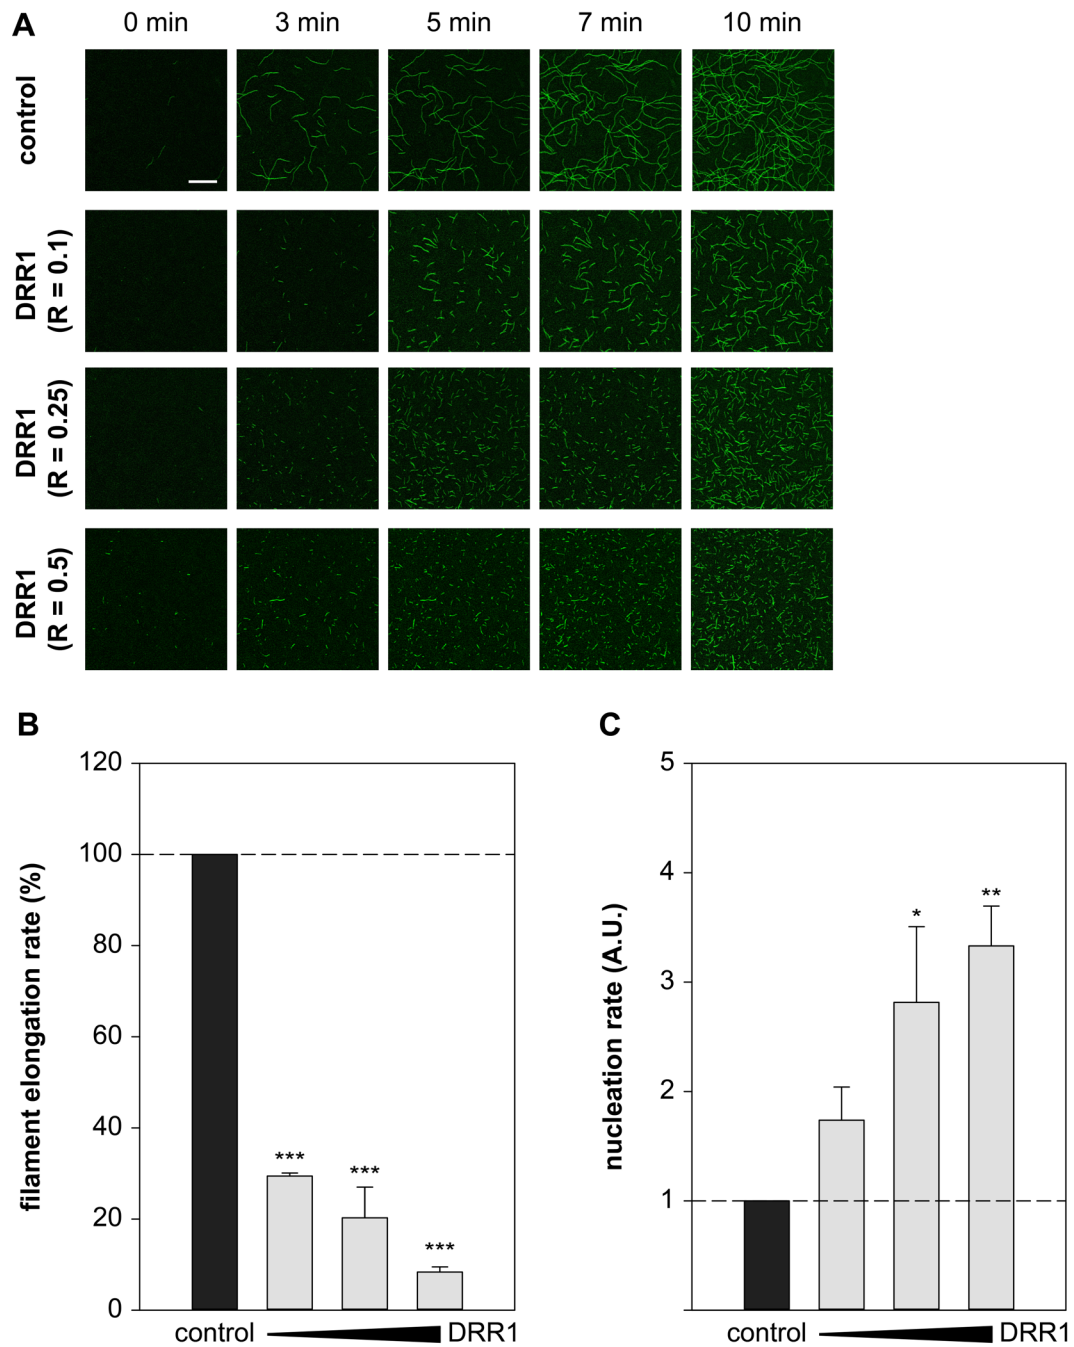 A
0 min 3 min 5 min 7 min 10 min
control
DRR1
(R = 0.1)
DRR1
(R = 0.25)
DRR1
(R = 0.5)
B
filament elongation rate (%)
120
100
80
60
40
20
0
***
***
***
control DRR1
C
nucleation rate (A.U.)
5
4
3
2
1
*
**
control DRR1